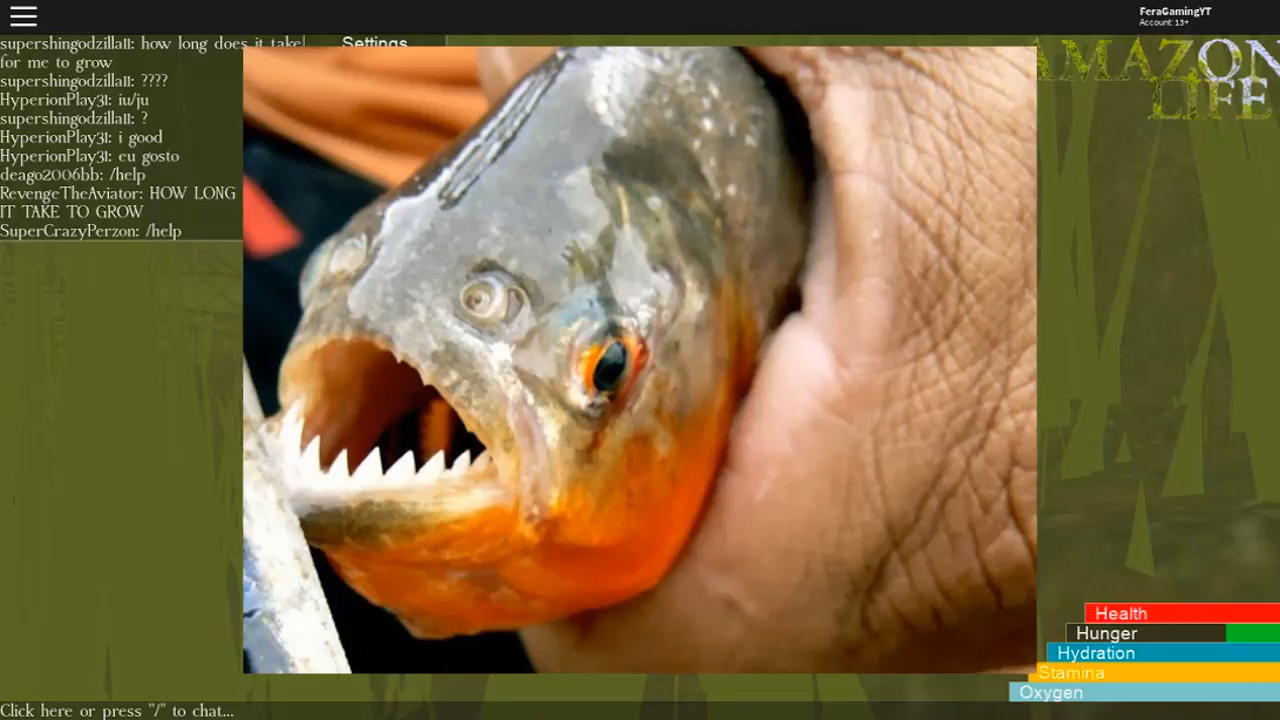 FeraGamingYT
Account: 13+
supershingodzilla11: how long does it take
for me to grow
supershingodzilla11: ????
HyperionPlay31: iu/ju
supershingodzilla11: ?
HyperionPlay31: i good
HyperionPlay31: eu gosto
deago2006bb: /help
RevengeTheAviator: HOW LONG
IT TAKE TO GROW
SuperCrazyPerzon: /help
Settings
AMAZON
LIFE
Health
Hunger
Hydration
Stamina
Oxygen
Click here or press "/" to chat...